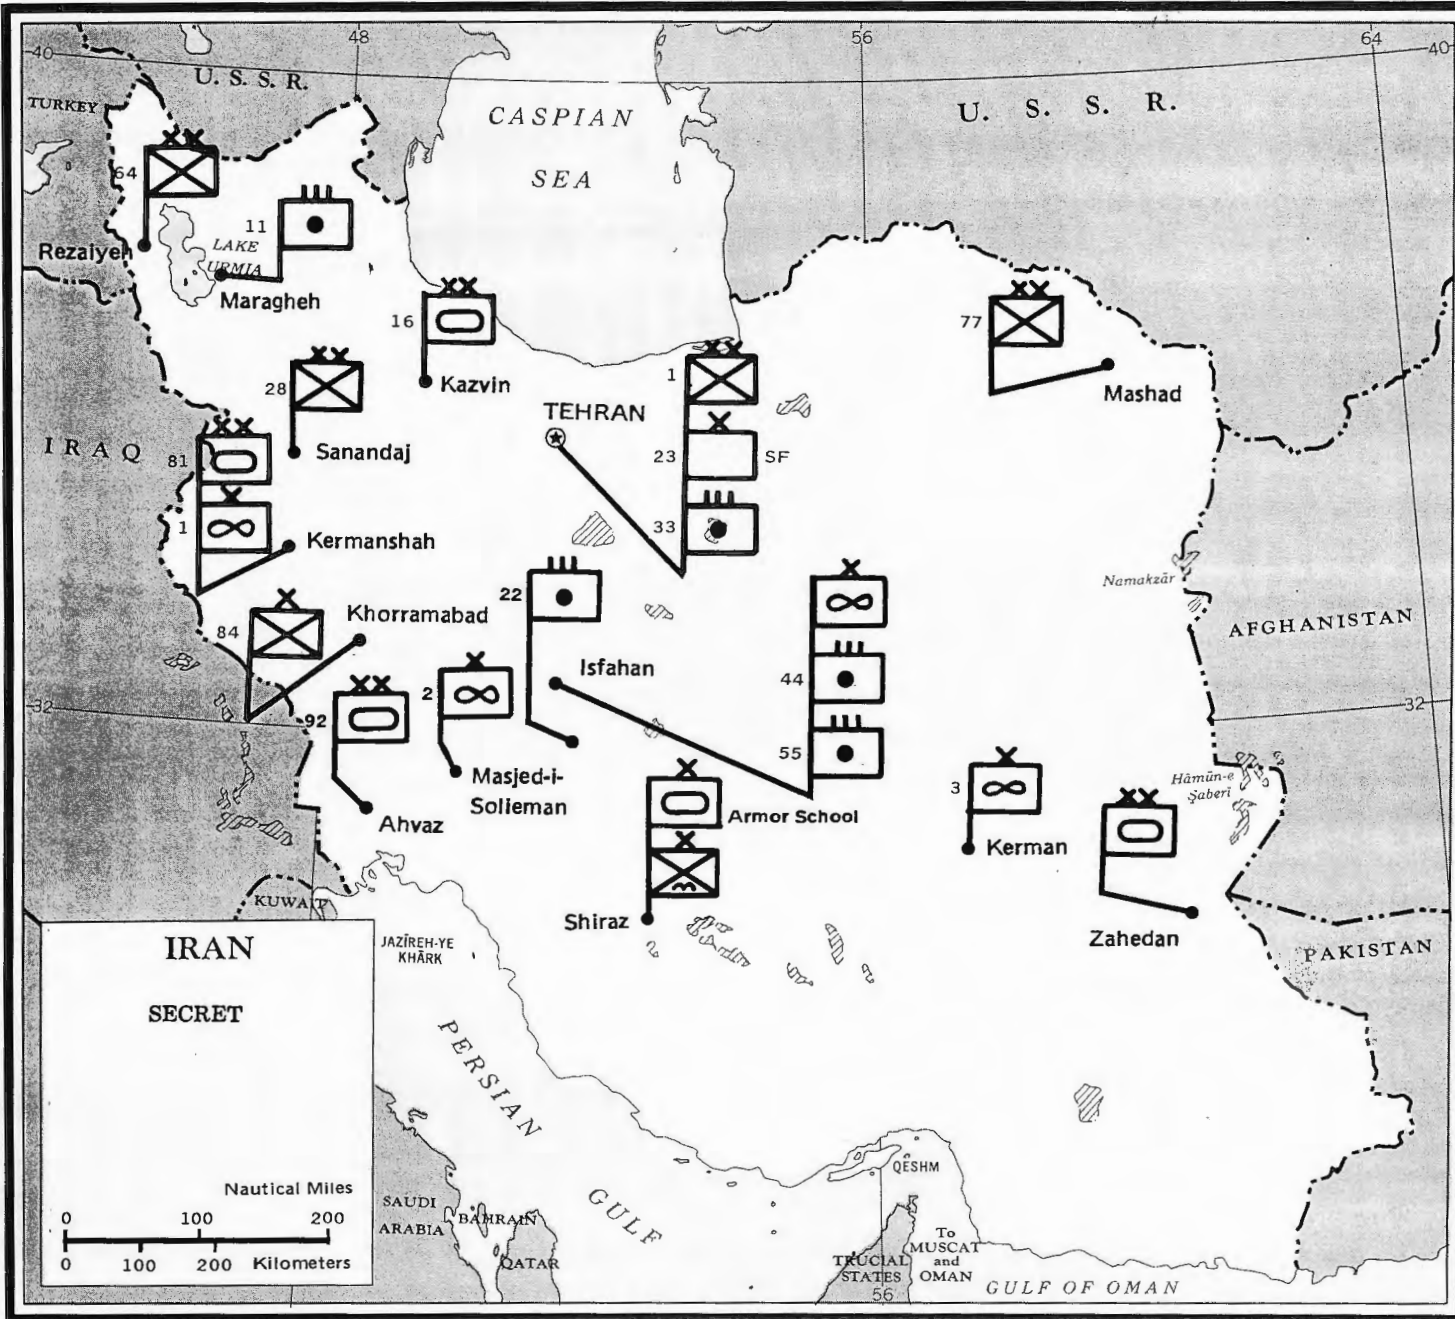 40
48
56
64
40
U. S. S. R.
TURKEY
CASPIAN
SEA
U. S. S. R.
64
11
Rezaiyeh
LAKE
URMIA
Maragheh
16
Kazvin
77
Mashad
28
Sanandaj
1
TEHRAN
23
SF
33
IRAQ
81
1
Kermanshah
Namakzār
AFGHANISTAN
22
Khorramabad
84
Isfahan
44
55
32
92
2
32
Masjed-i-
Solieman
Ahvaz
Armor School
3
Kerman
Hāmūn-e
Şaberī
Shiraz
Zahedan
KUWAIT
PAKISTAN
IRAN
SECRET
JAZĪREH-YE
KHĀRK
PERSIAN
GULF
QESHM
Nautical Miles
0 100 200
0 100 200 Kilometers
SAUDI
ARABIA
BAHRAIN
QATAR
TRUCIAL
STATES
To
MUSCAT
and
OMAN
56
GULF OF OMAN